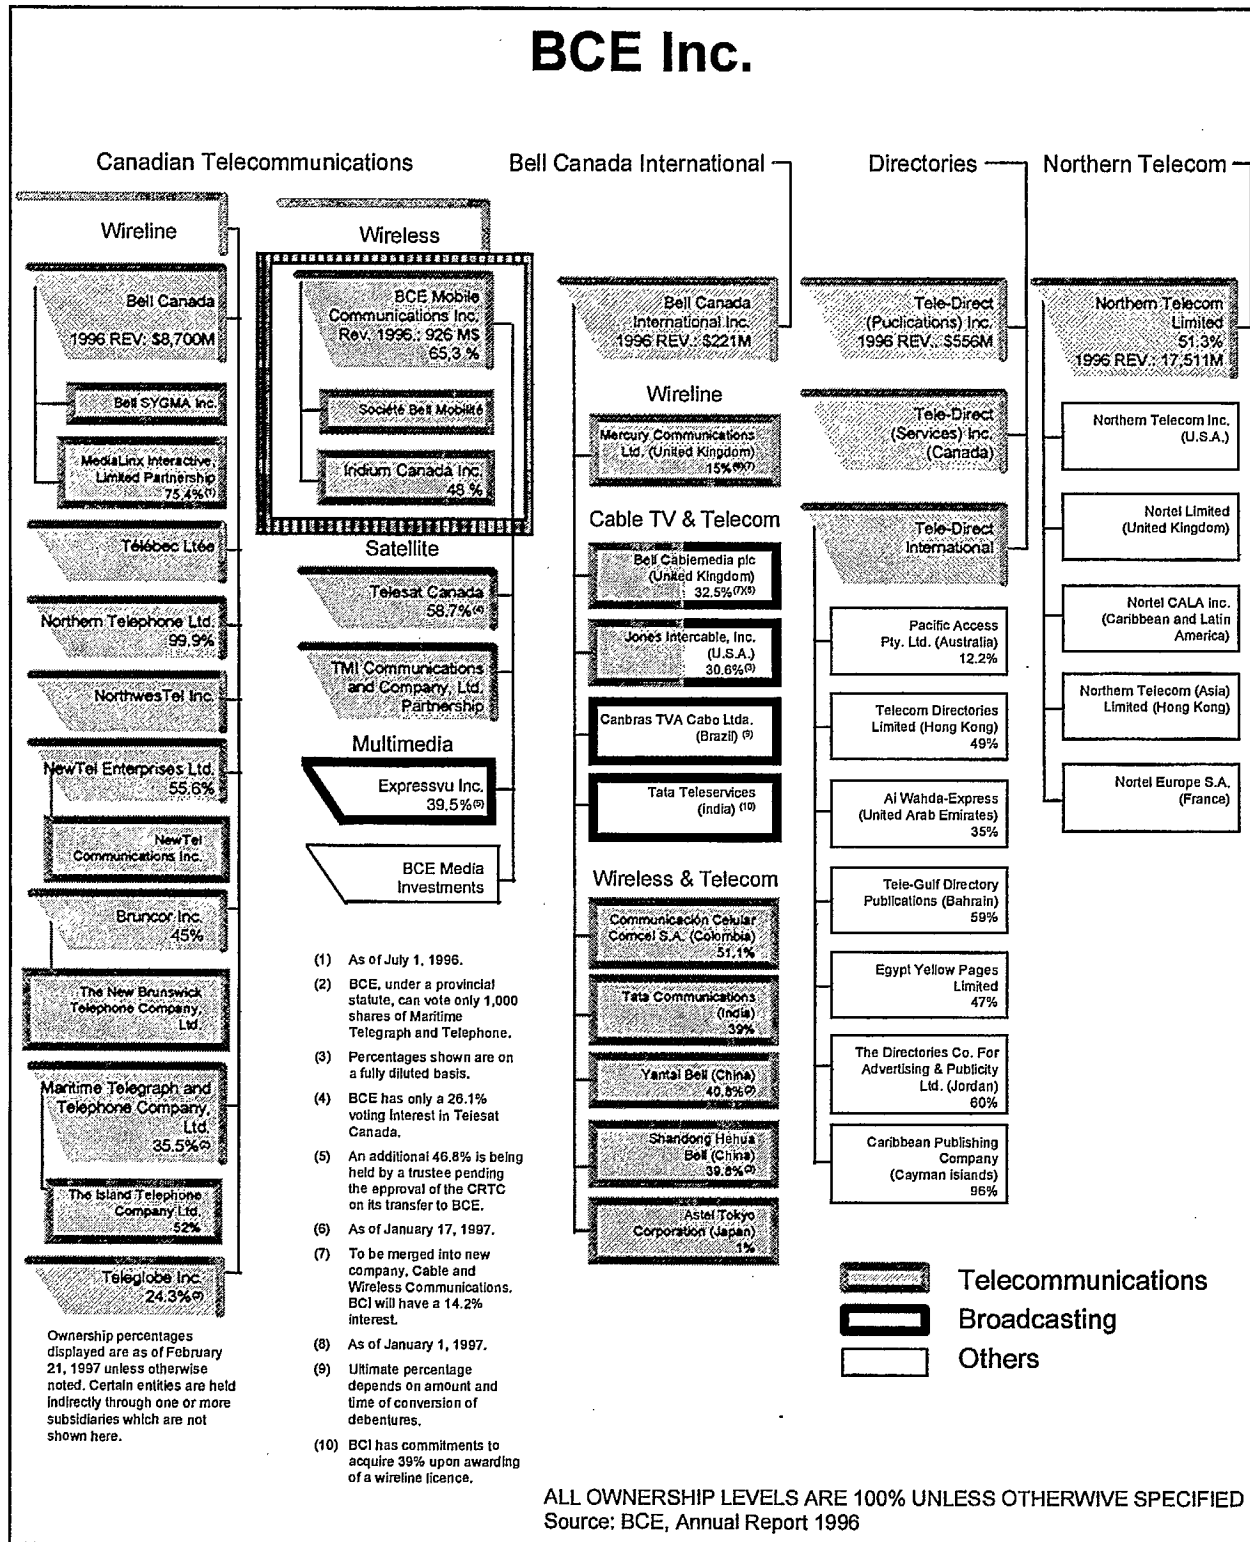 BCE Inc.
Canadian Telecommunications
Wireline
Bell Canada
1996 REV: $8,700M
Bell SYGMA Inc.
MediaLinx Interactive,
Limited Partnership
75.4%(1)
Télébec Ltée
Northern Telephone Ltd.
99.9%
NorthwesTel Inc.
NewTel Enterprises Ltd.
55.6%
NewTel
Communications Inc.
Bruncor Inc.
45%
The New Brunswick
Telephone Company,
Ltd.
Maritime Telegraph and
Telephone Company,
Ltd.
35.5%(2)
The Island Telephone
Company Ltd.
52%
Teleglobe Inc.
24.3%
Ownership percentages
displayed are as of February
21, 1997 unless otherwise
noted. Certain entities are held
indirectly through one or more
subsidiaries which are not
shown here.
Wireless
BCE Mobile
Communications Inc.
Rev. 1996.: 926 M$
65,3 %
Société Bell Mobilité
Iridium Canada Inc.
48 %
Satellite
Telesat Canada
58.7%(4)
TMI Communications
and Company, Ltd.
Partnership
Multimedia
Expressvu Inc.
39.5%(5)
BCE Media
Investments
(1) As of July 1, 1996.
(2) BCE, under a provincial
statute, can vote only 1,000
shares of Maritime
Telegraph and Telephone.
(3) Percentages shown are on
a fully diluted basis.
(4) BCE has only a 26.1%
voting interest in Telesat
Canada.
(5) An additional 46.8% is being
held by a trustee pending
the approval of the CRTC
on its transfer to BCE.
(6) As of January 17, 1997.
(7) To be merged into new
company, Cable and
Wireless Communications.
BCI will have a 14.2%
interest.
(8) As of January 1, 1997.
(9) Ultimate percentage
depends on amount and
time of conversion of
debentures.
(10) BCI has commitments to
acquire 39% upon awarding
of a wireline licence.
Bell Canada International
Bell Canada
International Inc.
1996 REV.: $221M
Wireline
Mercury Communications
Ltd. (United Kingdom)
15%(6)(7)
Cable TV & Telecom
Bell Cablemedia plc
(United Kingdom)
32.5%
Jones Intercable, Inc.
(U.S.A.)
30.6%(3)
Canbras TVA Cabo Ltda.
(Brazil) (9)
Tata Teleservices
(india) (10)
Wireless & Telecom
Communicación Celular
Comcel S.A. (Colombia)
51,1%
Tata Communications
(India)
39%
Yantai Bell (China)
40.8%
Shandong Hehua
Bell (China)
39.8%
Astel Tokyo
Corporation (Japan)
1%
Directories
Tele-Direct
(Puclications) Inc.
1996 REV.: $556M
Tele-Direct
(Services) Inc.
(Canada)
Tele-Direct
International
Pacific Access
Pty. Ltd. (Australia)
12.2%
Telecom Directories
Limited (Hong Kong)
49%
Al Wahda-Express
(United Arab Emirates)
35%
Tele-Gulf Directory
Publications (Bahrain)
59%
Egypt Yellow Pages
Limited
47%
The Directories Co. For
Advertising & Publicity
Ltd. (Jordan)
60%
Caribbean Publishing
Company
(Cayman islands)
96%
Northern Telecom
Northern Telecom
Limited
51.3%
1996 REV.: 17,511M
Northern Telecom Inc.
(U.S.A.)
Nortel Limited
(United Kingdom)
Nortel CALA Inc.
(Caribbean and Latin
America)
Northern Telecom (Asia)
Limited (Hong Kong)
Nortel Europe S.A.
(France)
Telecommunications
Broadcasting
Others
ALL OWNERSHIP LEVELS ARE 100% UNLESS OTHERWIVE SPECIFIED
Source: BCE, Annual Report 1996